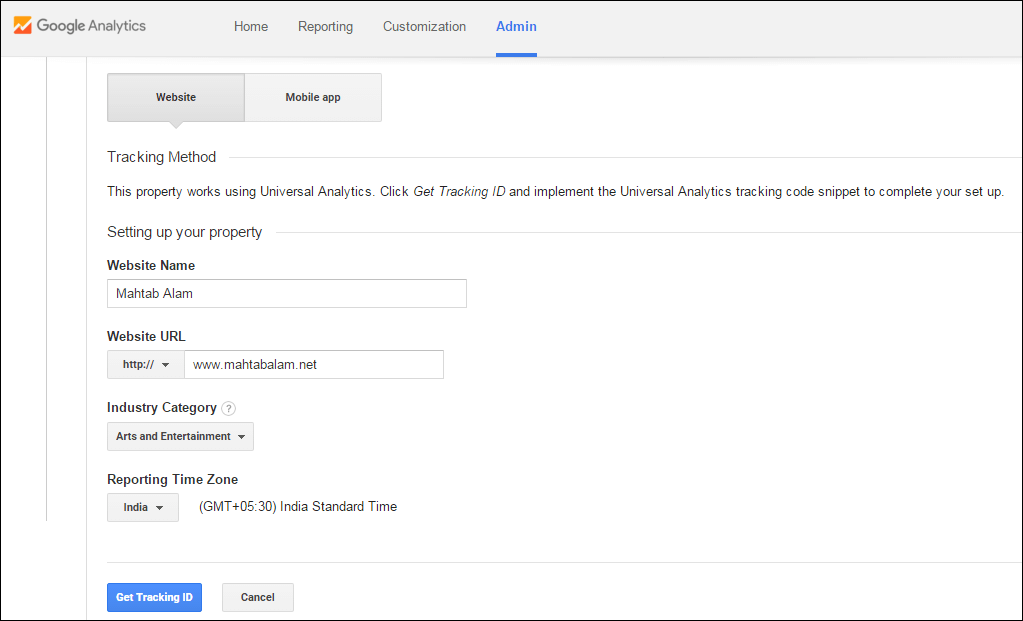 Google Analytics
Home Reporting Customization Admin
Website Mobile app
Tracking Method
This property works using Universal Analytics. Click Get Tracking ID and implement the Universal Analytics tracking code snippet to complete your set up.
Setting up your property
Website Name
Mahtab Alam
Website URL
http:// www.mahtabalam.net
Industry Category ?
Arts and Entertainment
Reporting Time Zone
India (GMT+05:30) India Standard Time
Get Tracking ID Cancel